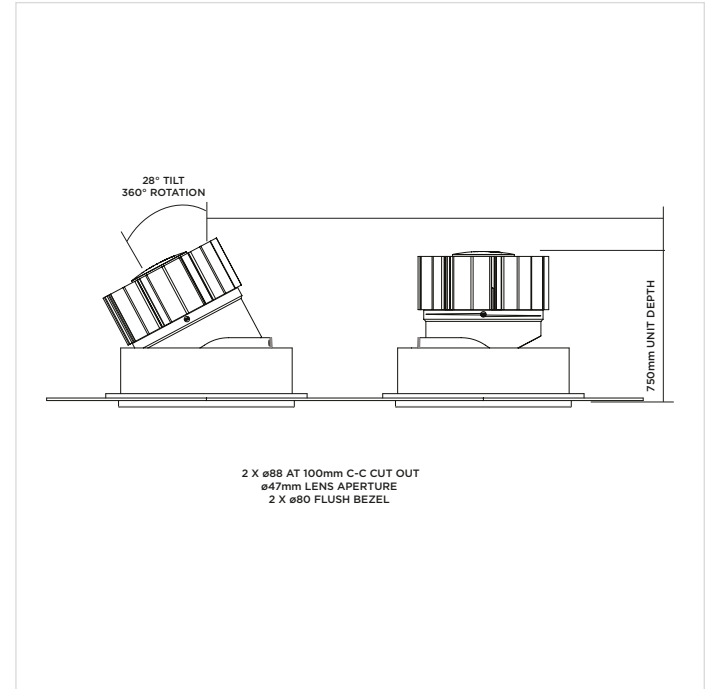 28° TILT
360° ROTATION
750mm UNIT DEPTH
2 X ø88 AT 100mm C-C CUT OUT
ø47mm LENS APERTURE
2 X ø80 FLUSH BEZEL